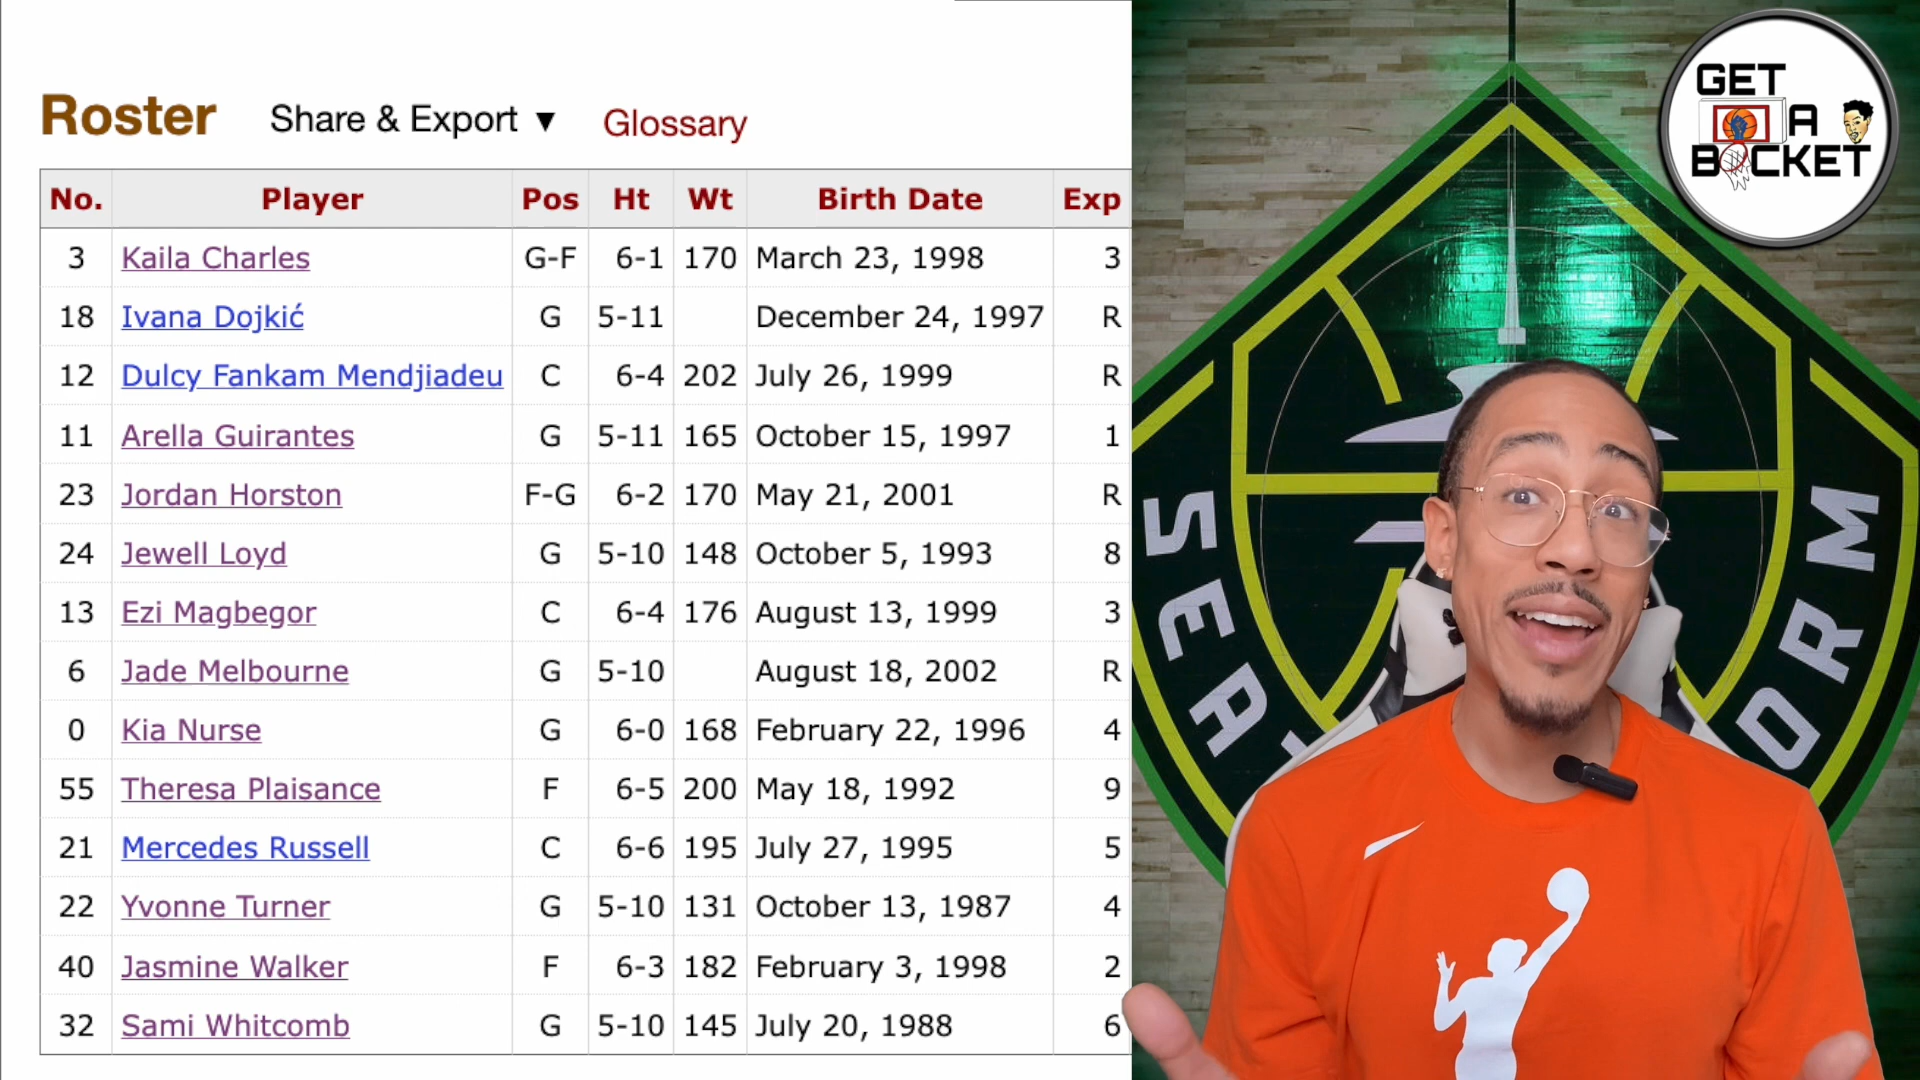 Roster Share & Export ▼ Glossary
No. Player Pos Ht Wt Birth Date Exp
3 Kaila Charles G-F 6-1 170 March 23, 1998 3
18 Ivana Dojkić G 5-11 December 24, 1997 R
12 Dulcy Fankam Mendjiadeu C 6-4 202 July 26, 1999 R
11 Arella Guirantes G 5-11 165 October 15, 1997 1
23 Jordan Horston F-G 6-2 170 May 21, 2001 R
24 Jewell Loyd G 5-10 148 October 5, 1993 8
13 Ezi Magbegor C 6-4 176 August 13, 1999 3
6 Jade Melbourne G 5-10 August 18, 2002 R
0 Kia Nurse G 6-0 168 February 22, 1996 4
55 Theresa Plaisance F 6-5 200 May 18, 1992 9
21 Mercedes Russell C 6-6 195 July 27, 1995 5
22 Yvonne Turner G 5-10 131 October 13, 1987 4
40 Jasmine Walker F 6-3 182 February 3, 1998 2
32 Sami Whitcomb G 5-10 145 July 20, 1988 6
GET
A
BUCKET
SEA
ORM